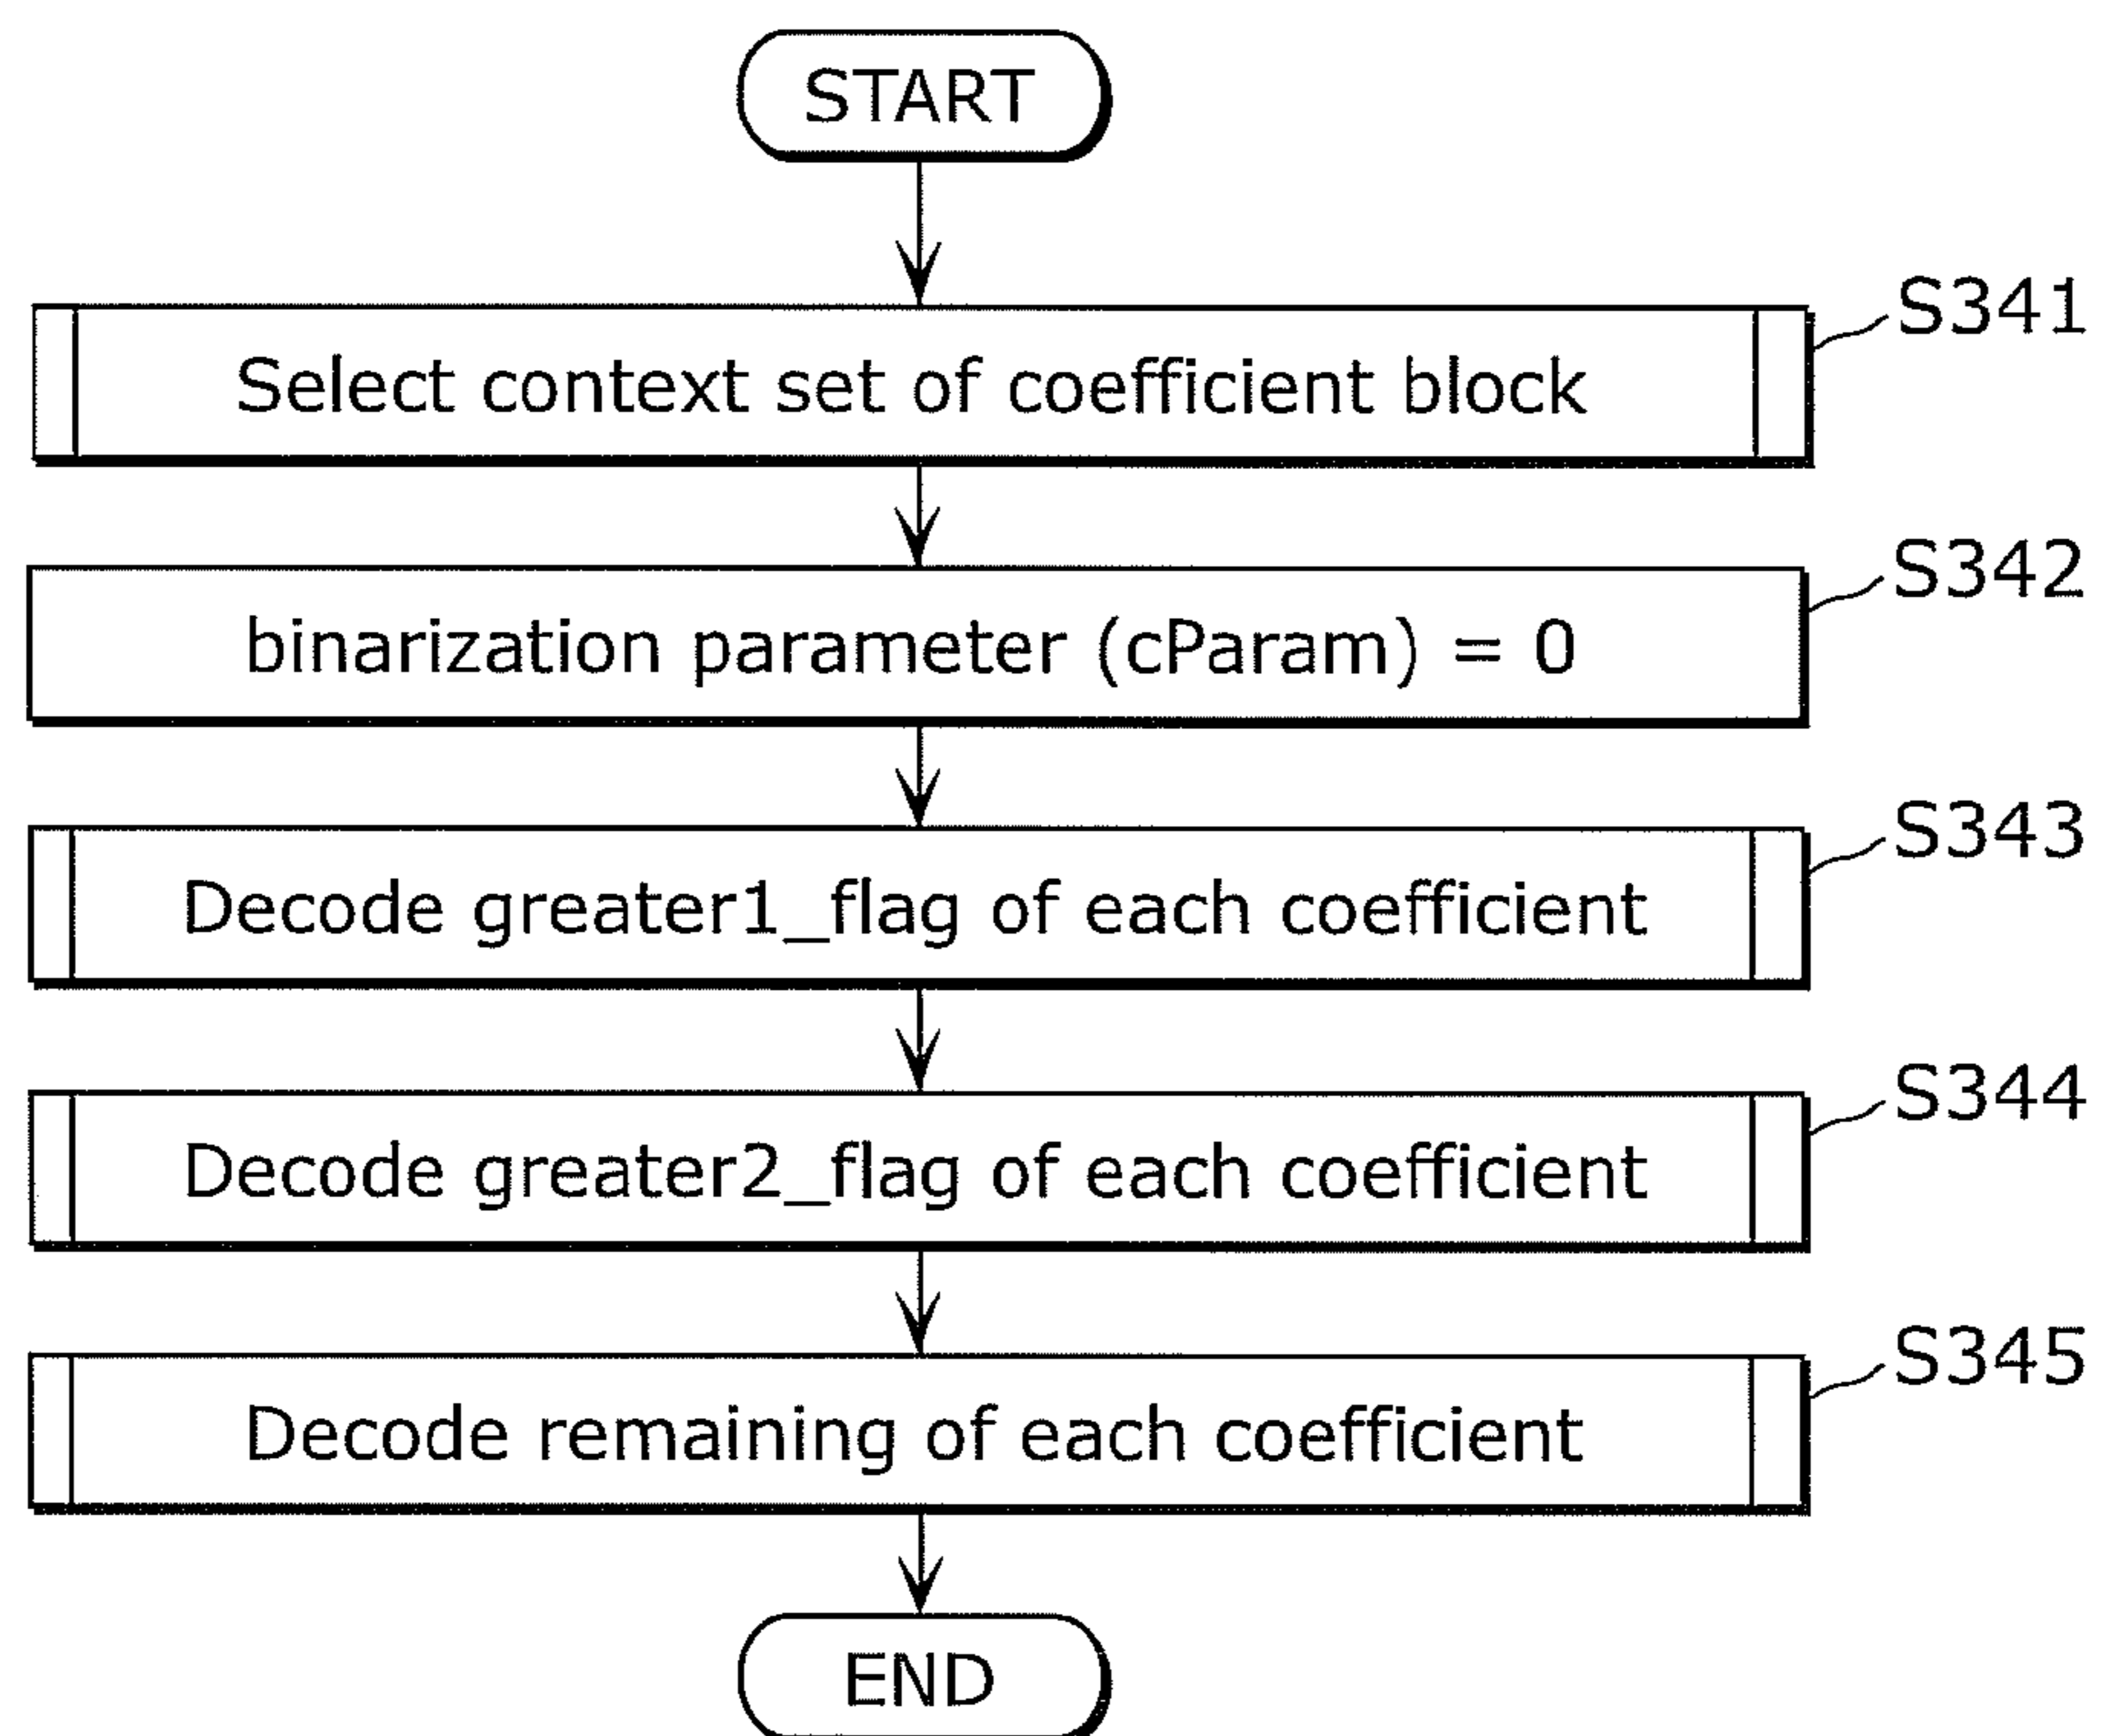 START
S341
Select context set of coefficient block
S342
binarization parameter (cParam) = 0
S343
Decode greater1_flag of each coefficient
S344
Decode greater2_flag of each coefficient
S345
Decode remaining of each coefficient
END